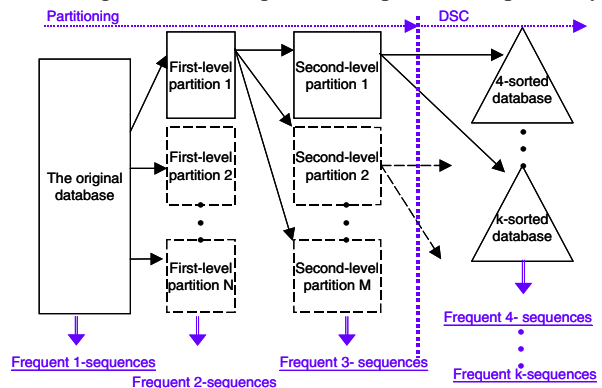 Partitioning
DSC
The original
database
First-level
partition 1
First-level
partition 2
First-level
partition N
Second-level
partition 1
Second-level
partition 2
Second-level
partition M
4-sorted
database
k-sorted
database
Frequent 1-sequences
Frequent 2-sequences
Frequent 3- sequences
Frequent 4- sequences
Frequent k-sequences